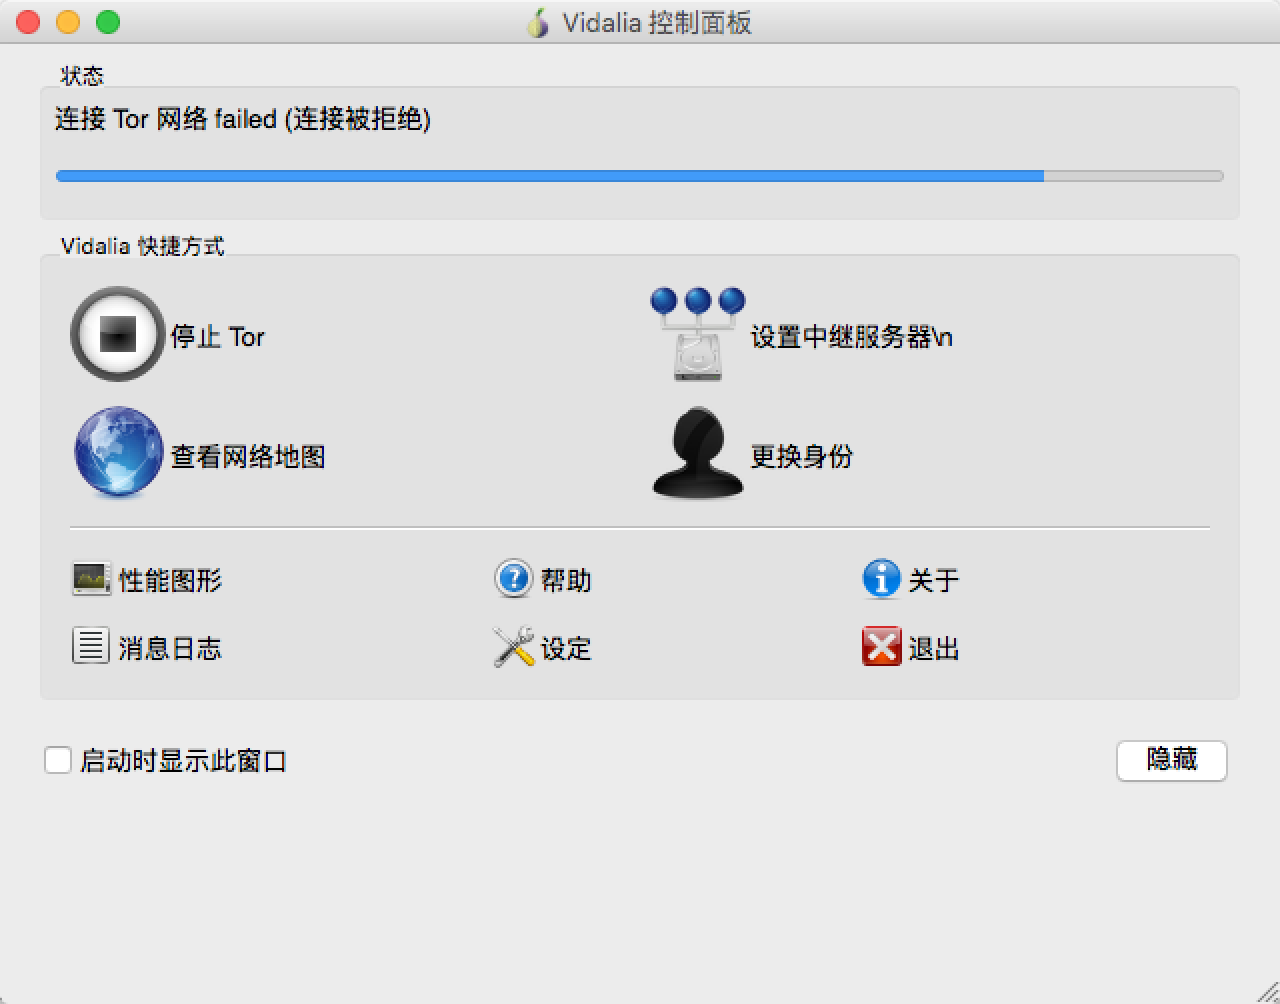 Vidalia 控制面板
状态
连接 Tor 网络 failed (连接被拒绝)
Vidalia 快捷方式
停止 Tor
设置中继服务器\n
查看网络地图
更换身份
性能图形
帮助
关于
消息日志
设定
退出
启动时显示此窗口
隐藏